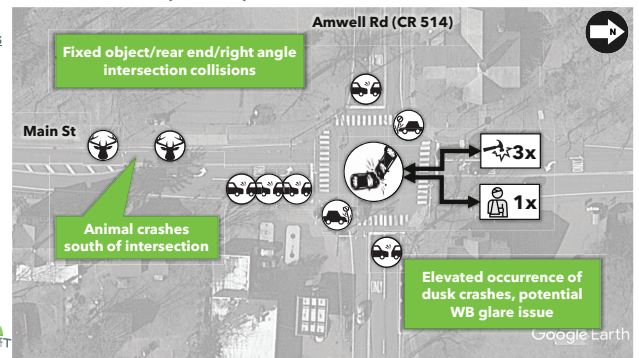 Amwell Rd (CR 514)
N
Fixed object/rear end/right angle
intersection collisions
Main St
3x
1x
Animal crashes
south of intersection
Elevated occurrence of
dusk crashes, potential
WB glare issue
ONLY
Google Earth